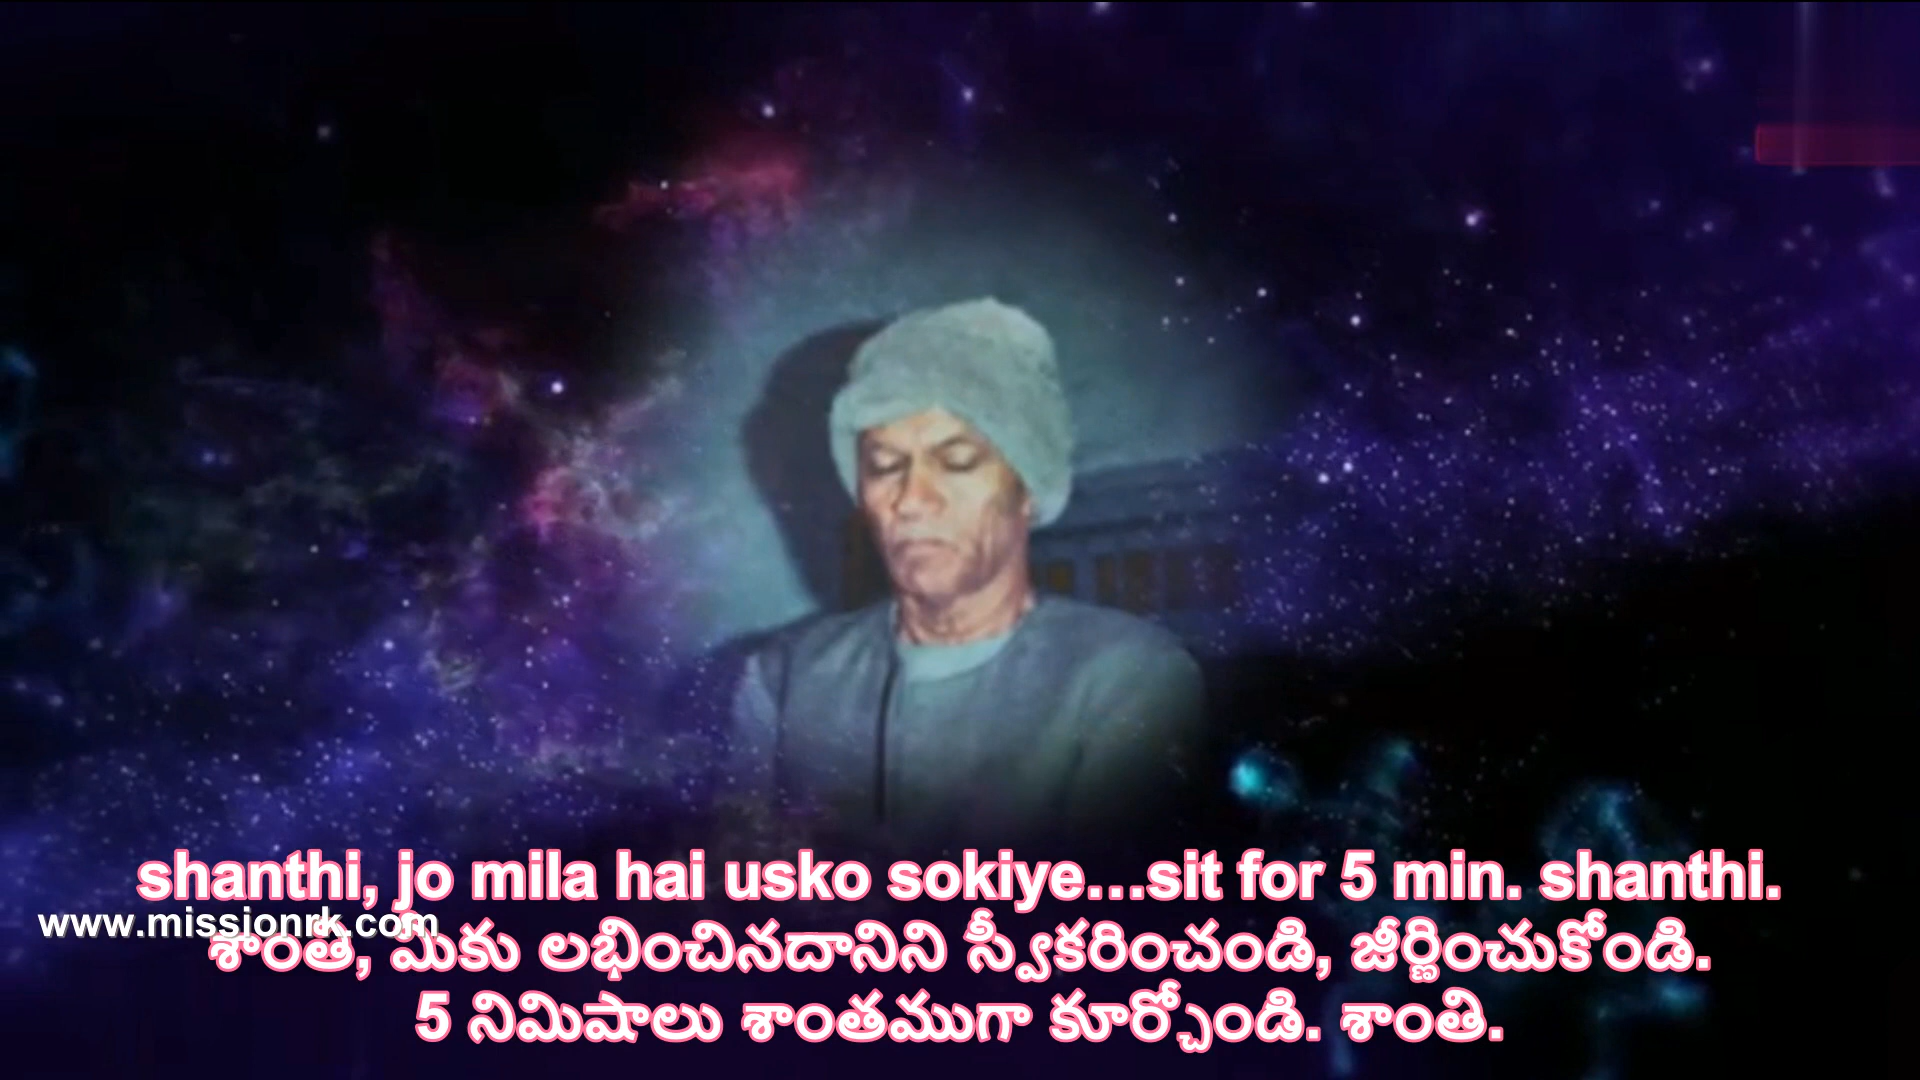 shanthi, jo mila hai usko sokiye...sit for 5 min. shanthi.
www.missionrk.com
శాంతి, మీకు లభించినదానిని స్వీకరించండి, జీర్ణించుకోండి.
5 నిమిషాలు శాంతముగా కూర్చోండి. శాంతి.